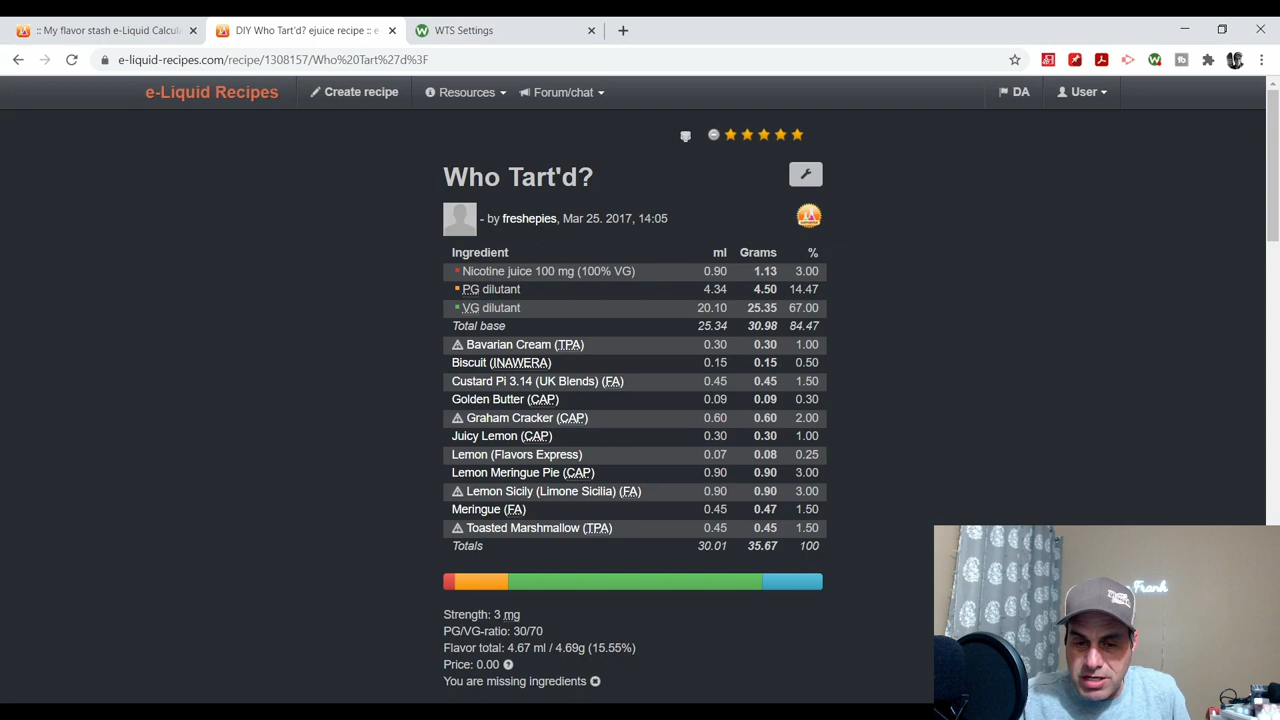 :: My flavor stash e-Liquid Calcul
DIY Who Tart'd? ejuice recipe :: e
WTS Settings
e-liquid-recipes.com/recipe/1308157/Who%20Tart%27d%3F
e-Liquid Recipes
Create recipe
Resources
Forum/chat
DA
User
Who Tart'd?
- by freshepies, Mar 25. 2017, 14:05
Ingredient ml Grams %
Nicotine juice 100 mg (100% VG) 0.90 1.13 3.00
PG dilutant 4.34 4.50 14.47
VG dilutant 20.10 25.35 67.00
Total base 25.34 30.98 84.47
Bavarian Cream (TPA) 0.30 0.30 1.00
Biscuit (INAWERA) 0.15 0.15 0.50
Custard Pi 3.14 (UK Blends) (FA) 0.45 0.45 1.50
Golden Butter (CAP) 0.09 0.09 0.30
Graham Cracker (CAP) 0.60 0.60 2.00
Juicy Lemon (CAP) 0.30 0.30 1.00
Lemon (Flavors Express) 0.07 0.08 0.25
Lemon Meringue Pie (CAP) 0.90 0.90 3.00
Lemon Sicily (Limone Sicilia) (FA) 0.90 0.90 3.00
Meringue (FA) 0.45 0.47 1.50
Toasted Marshmallow (TPA) 0.45 0.45 1.50
Totals 30.01 35.67 100
Strength: 3 mg
PG/VG-ratio: 30/70
Flavor total: 4.67 ml / 4.69g (15.55%)
Price: 0.00
You are missing ingredients
Frank